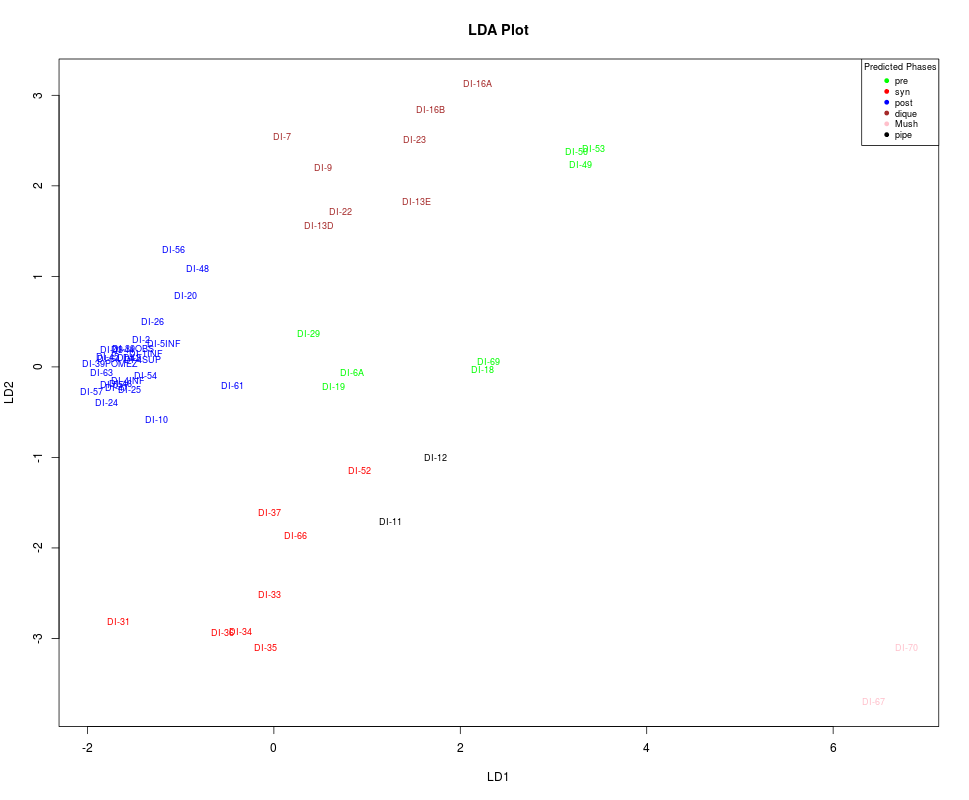 LDA Plot
Predicted Phases
pre
syn
post
dique
Mush
pipe
DI-16A
DI-16B
DI-7
DI-23
DI-53
DI-9
DI-49
DI-13E
DI-22
DI-13D
DI-56
DI-48
DI-20
DI-26
DI-29
DI-2
DI-5INF
DI-69
DI-39POMEZ
DI-18
DI-63
DI-6A
DI-54
DI-61
DI-19
DI-57
DI-25
DI-24
DI-10
DI-12
DI-52
DI-37
DI-11
DI-66
DI-33
DI-31
DI-34
DI-35
DI-70
DI-67
3
2
1
0
-1
-2
-3
LD2
-2
0
2
4
6
LD1